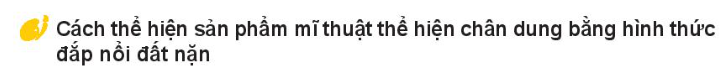 Cách thể hiện sản phẩm mĩ thuật thể hiện chân dung bằng hình thức
đắp nổi đất nặn